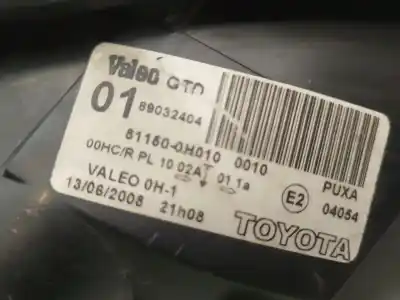 Valeo GTD
01 89032404
81150-0H010 0010
00HC/R PL 10 02A 01 1a
E2
PUXA
04054
VALEO 0H-1
13/06/2008 21h08
TOYOTA